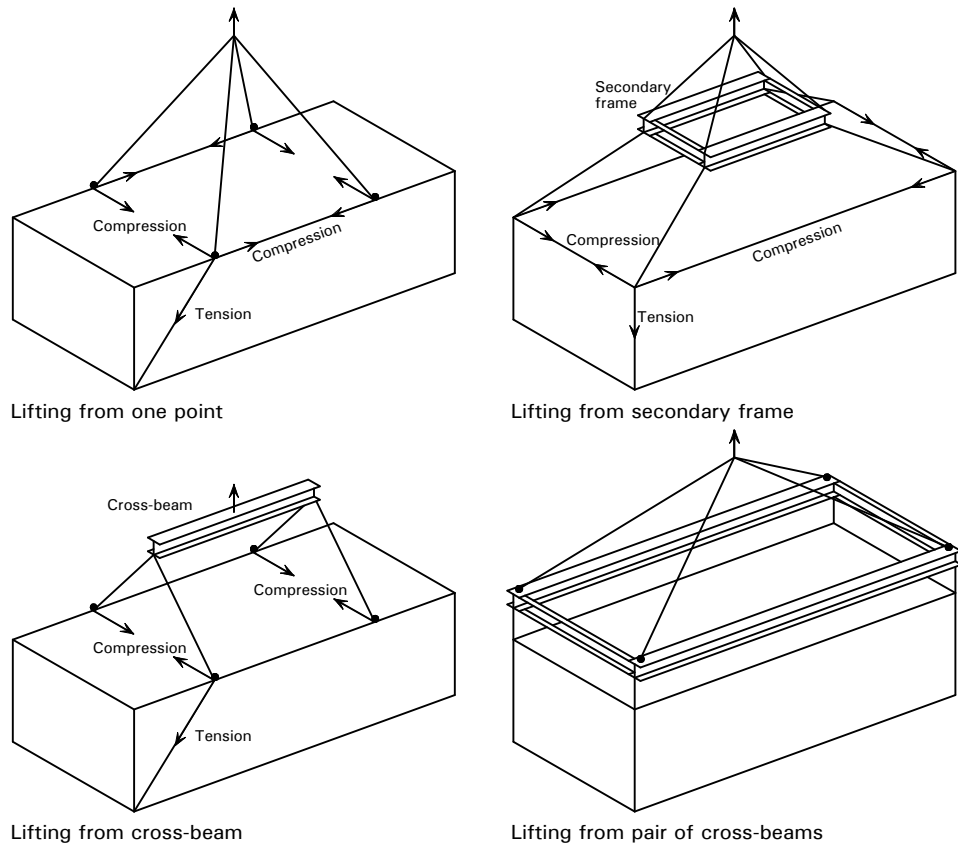 Compression
Compression
Tension
Lifting from one point
Secondary
frame
Compression
Compression
Tension
Lifting from secondary frame
Cross-beam
Compression
Compression
Tension
Lifting from cross-beam
Lifting from pair of cross-beams